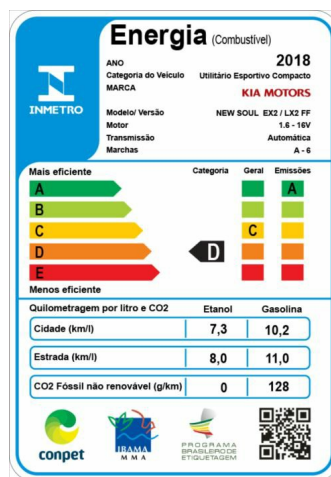 Energia (Combustível)
ANO 2018
Categoria do Veículo Utilitário Esportivo Compacto
MARCA KIA MOTORS
INMETRO
Modelo/ Versão NEW SOUL EX2 / LX2 FF
Motor 1.6 - 16V
Transmissão Automática
Marchas A - 6
Mais eficiente Categoria Geral Emissões
A A
B
C C
D D
E
Menos eficiente
Quilometragem por litro e CO2 Etanol Gasolina
Cidade (km/l) 7,3 10,2
Estrada (km/l) 8,0 11,0
CO2 Fóssil não renovável (g/km) 0 128
conpet
IBAMA
M M A
PROGRAMA
BRASILEIRO DE
ETIQUETAGEM